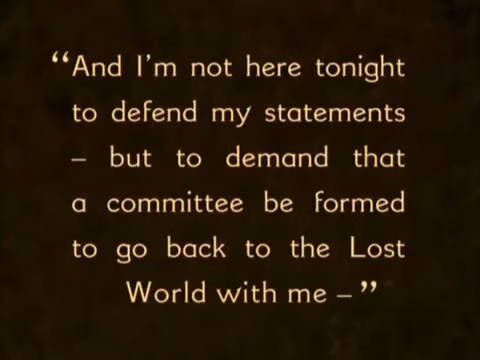 “And I’m not here tonight
to defend my statements
– but to demand that
a committee be formed
to go back to the Lost
World with me – ”